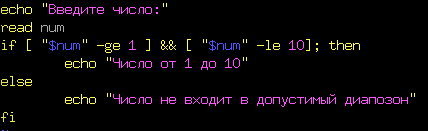 echo "Введите число:"
read num
if [ "$num" -ge 1 ] && [ "$num" -le 10]; then
echo "Число от 1 до 10"
else
echo "Число не входит в допустимый диапозон"
fi